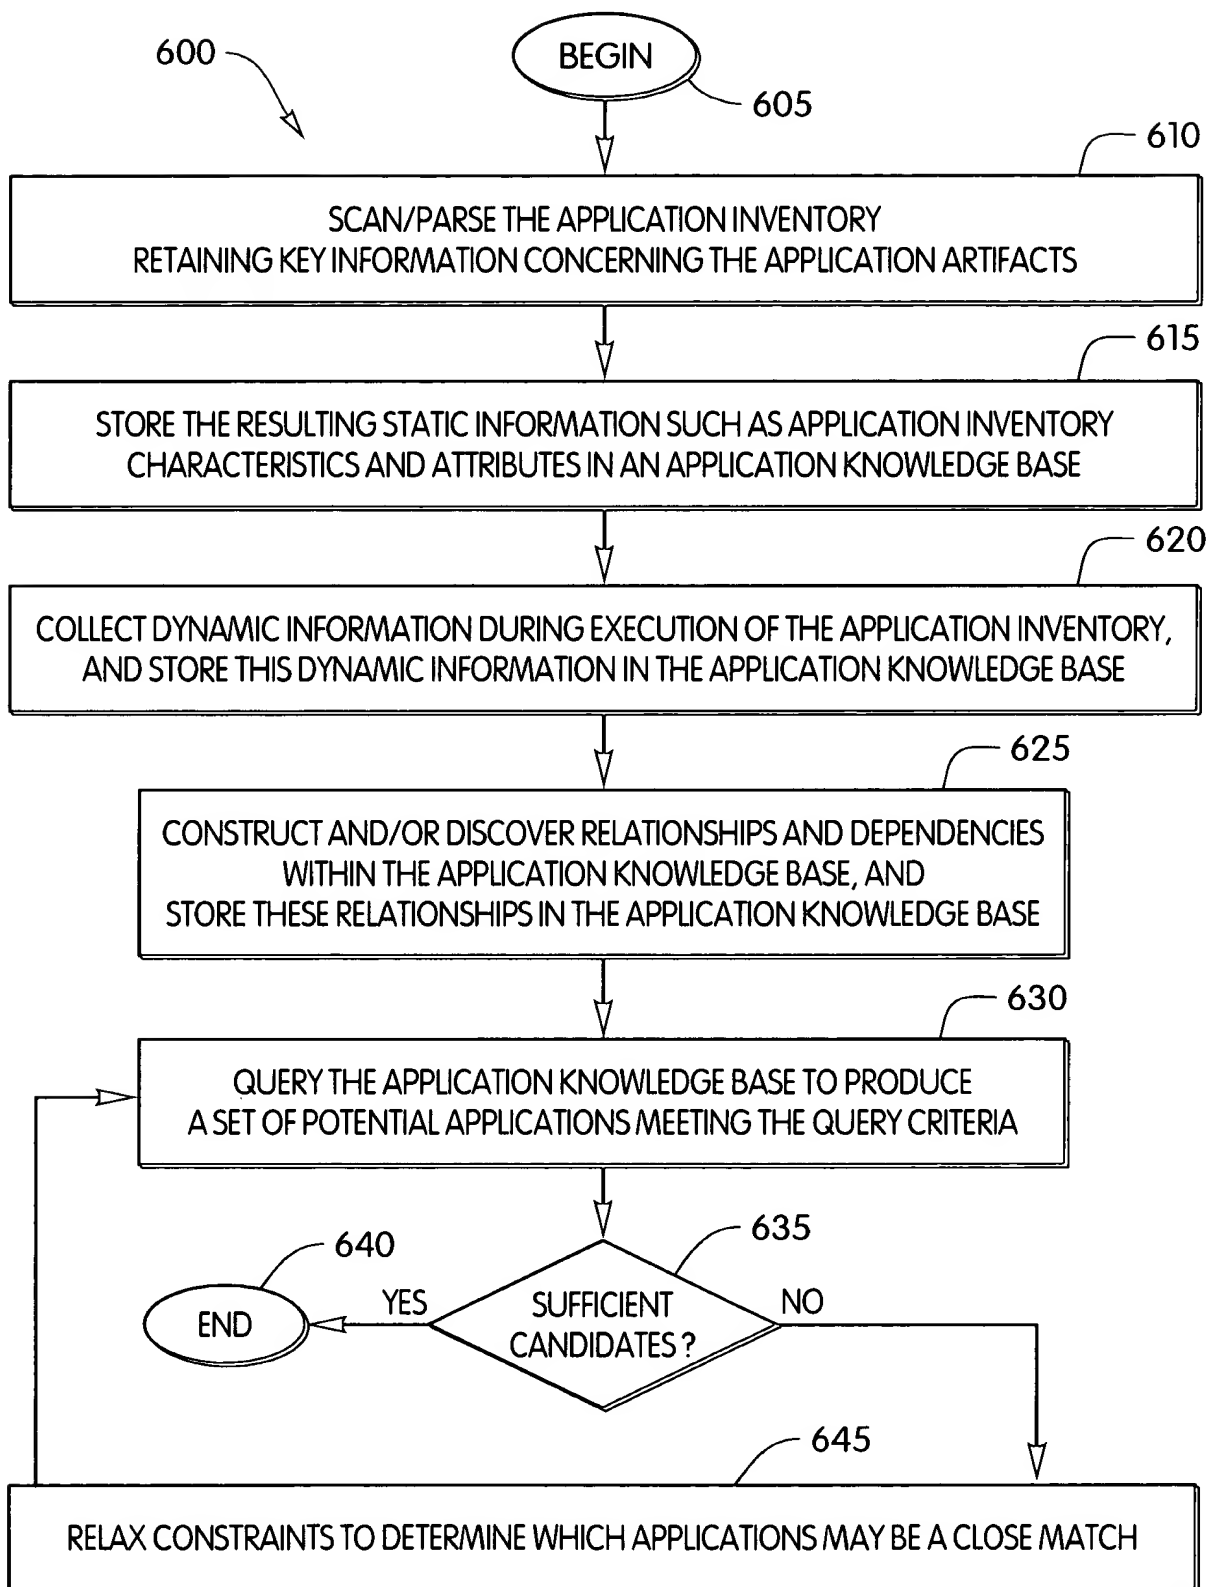 600
BEGIN
605
610
SCAN/PARSE THE APPLICATION INVENTORY
RETAINING KEY INFORMATION CONCERNING THE APPLICATION ARTIFACTS
615
STORE THE RESULTING STATIC INFORMATION SUCH AS APPLICATION INVENTORY
CHARACTERISTICS AND ATTRIBUTES IN AN APPLICATION KNOWLEDGE BASE
620
COLLECT DYNAMIC INFORMATION DURING EXECUTION OF THE APPLICATION INVENTORY,
AND STORE THIS DYNAMIC INFORMATION IN THE APPLICATION KNOWLEDGE BASE
625
CONSTRUCT AND/OR DISCOVER RELATIONSHIPS AND DEPENDENCIES
WITHIN THE APPLICATION KNOWLEDGE BASE, AND
STORE THESE RELATIONSHIPS IN THE APPLICATION KNOWLEDGE BASE
630
QUERY THE APPLICATION KNOWLEDGE BASE TO PRODUCE
A SET OF POTENTIAL APPLICATIONS MEETING THE QUERY CRITERIA
635
640
YES
NO
END
SUFFICIENT
CANDIDATES?
645
RELAX CONSTRAINTS TO DETERMINE WHICH APPLICATIONS MAY BE A CLOSE MATCH